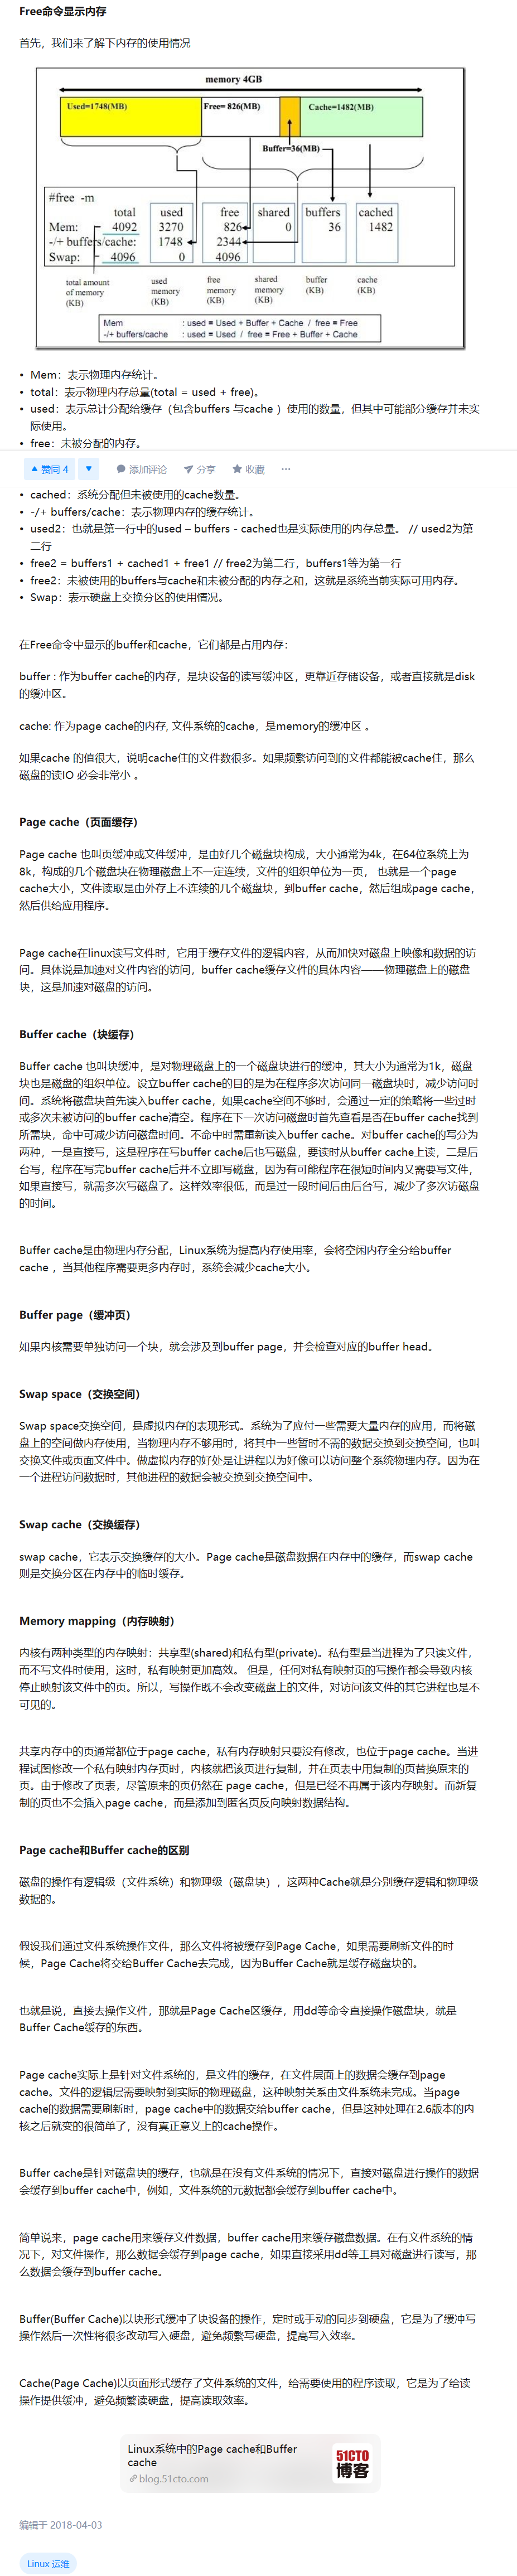 Free命令显示内存
首先，我们来了解下内存的使用情况
memory 4GB
Used=1748(MB)
Free= 826(MB)
Cache=1482(MB)
Buffer=36(MB)
#free -m
total used free shared buffers cached
Mem: 4092 3270 826 0 36 1482
-/+ buffers/cache: 1748 2344
Swap: 4096 0 4096
total amount of memory (KB)
used memory (KB)
free memory (KB)
shared memory (KB)
buffer (KB)
cache (KB)
Mem : used = Used + Buffer + Cache / free = Free
-/+ buffers/cache : used = Used / free = Free + Buffer + Cache
• Mem：表示物理内存统计。
• total：表示物理内存总量(total = used + free)。
• used：表示总计分配给缓存（包含buffers 与cache ）使用的数量，但其中可能部分缓存并未实
际使用。
• free：未被分配的内存。
赞同 4
添加评论
分享
收藏
• cached：系统分配但未被使用的cache数量。
• -/+ buffers/cache：表示物理内存的缓存统计。
• used2：也就是第一行中的used – buffers - cached也是实际使用的内存总量。 // used2为第
二行
• free2 = buffers1 + cached1 + free1 // free2为第二行，buffers1等为第一行
• free2：未被使用的buffers与cache和未被分配的内存之和，这就是系统当前实际可用内存。
• Swap：表示硬盘上交换分区的使用情况。
在Free命令中显示的buffer和cache，它们都是占用内存：
buffer : 作为buffer cache的内存，是块设备的读写缓冲区，更靠近存储设备，或者直接就是disk
的缓冲区。
cache: 作为page cache的内存, 文件系统的cache，是memory的缓冲区 。
如果cache 的值很大，说明cache住的文件数很多。如果频繁访问到的文件都能被cache住，那么
磁盘的读IO 必会非常小 。
Page cache（页面缓存）
Page cache 也叫页缓冲或文件缓冲，是由好几个磁盘块构成，大小通常为4k，在64位系统上为
8k，构成的几个磁盘块在物理磁盘上不一定连续，文件的组织单位为一页， 也就是一个page
cache大小，文件读取是由外存上不连续的几个磁盘块，到buffer cache，然后组成page cache，
然后供给应用程序。
Page cache在linux读写文件时，它用于缓存文件的逻辑内容，从而加快对磁盘上映像和数据的访
问。具体说是加速对文件内容的访问，buffer cache缓存文件的具体内容——物理磁盘上的磁盘
块，这是加速对磁盘的访问。
Buffer cache（块缓存）
Buffer cache 也叫块缓冲，是对物理磁盘上的一个磁盘块进行的缓冲，其大小为通常为1k，磁盘
块也是磁盘的组织单位。设立buffer cache的目的是为在程序多次访问同一磁盘块时，减少访问时
间。系统将磁盘块首先读入buffer cache，如果cache空间不够时，会通过一定的策略将一些过时
或多次未被访问的buffer cache清空。程序在下一次访问磁盘时首先查看是否在buffer cache找到
所需块，命中可减少访问磁盘时间。不命中时需重新读入buffer cache。对buffer cache的写分为
两种，一是直接写，这是程序在写buffer cache后也写磁盘，要读时从buffer cache上读，二是后
台写，程序在写完buffer cache后并不立即写磁盘，因为有可能程序在很短时间内又需要写文件，
如果直接写，就需多次写磁盘了。这样效率很低，而是过一段时间后由后台写，减少了多次访磁盘
的时间。
Buffer cache是由物理内存分配，Linux系统为提高内存使用率，会将空闲内存全分给buffer
cache ，当其他程序需要更多内存时，系统会减少cache大小。
Buffer page（缓冲页）
如果内核需要单独访问一个块，就会涉及到buffer page，并会检查对应的buffer head。
Swap space（交换空间）
Swap space交换空间，是虚拟内存的表现形式。系统为了应付一些需要大量内存的应用，而将磁
盘上的空间做内存使用，当物理内存不够用时，将其中一些暂时不需的数据交换到交换空间，也叫
交换文件或页面文件中。做虚拟内存的好处是让进程以为好像可以访问整个系统物理内存。因为在
一个进程访问数据时，其他进程的数据会被交换到交换空间中。
Swap cache（交换缓存）
swap cache，它表示交换缓存的大小。Page cache是磁盘数据在内存中的缓存，而swap cache
则是交换分区在内存中的临时缓存。
Memory mapping（内存映射）
内核有两种类型的内存映射：共享型(shared)和私有型(private)。私有型是当进程为了只读文件，
而不写文件时使用，这时，私有映射更加高效。 但是，任何对私有映射页的写操作都会导致内核
停止映射该文件中的页。所以，写操作既不会改变磁盘上的文件，对访问该文件的其它进程也是不
可见的。
共享内存中的页通常都位于page cache，私有内存映射只要没有修改，也位于page cache。当进
程试图修改一个私有映射内存页时，内核就把该页进行复制，并在页表中用复制的页替换原来的
页。由于修改了页表，尽管原来的页仍然在 page cache，但是已经不再属于该内存映射。而新复
制的页也不会插入page cache，而是添加到匿名页反向映射数据结构。
Page cache和Buffer cache的区别
磁盘的操作有逻辑级（文件系统）和物理级（磁盘块），这两种Cache就是分别缓存逻辑和物理级
数据的。
假设我们通过文件系统操作文件，那么文件将被缓存到Page Cache，如果需要刷新文件的时
候，Page Cache将交给Buffer Cache去完成，因为Buffer Cache就是缓存磁盘块的。
也就是说，直接去操作文件，那就是Page Cache区缓存，用dd等命令直接操作磁盘块，就是
Buffer Cache缓存的东西。
Page cache实际上是针对文件系统的，是文件的缓存，在文件层面上的数据会缓存到page
cache。文件的逻辑层需要映射到实际的物理磁盘，这种映射关系由文件系统来完成。当page
cache的数据需要刷新时，page cache中的数据交给buffer cache，但是这种处理在2.6版本的内
核之后就变的很简单了，没有真正意义上的cache操作。
Buffer cache是针对磁盘块的缓存，也就是在没有文件系统的情况下，直接对磁盘进行操作的数据
会缓存到buffer cache中，例如，文件系统的元数据都会缓存到buffer cache中。
简单说来，page cache用来缓存文件数据，buffer cache用来缓存磁盘数据。在有文件系统的情
况下，对文件操作，那么数据会缓存到page cache，如果直接采用dd等工具对磁盘进行读写，那
么数据会缓存到buffer cache。
Buffer(Buffer Cache)以块形式缓冲了块设备的操作，定时或手动的同步到硬盘，它是为了缓冲写
操作然后一次性将很多改动写入硬盘，避免频繁写硬盘，提高写入效率。
Cache(Page Cache)以页面形式缓存了文件系统的文件，给需要使用的程序读取，它是为了给读
操作提供缓冲，避免频繁读硬盘，提高读取效率。
Linux系统中的Page cache和Buffer
cache
blog.51cto.com
51CTO
博客
编辑于 2018-04-03
Linux 运维